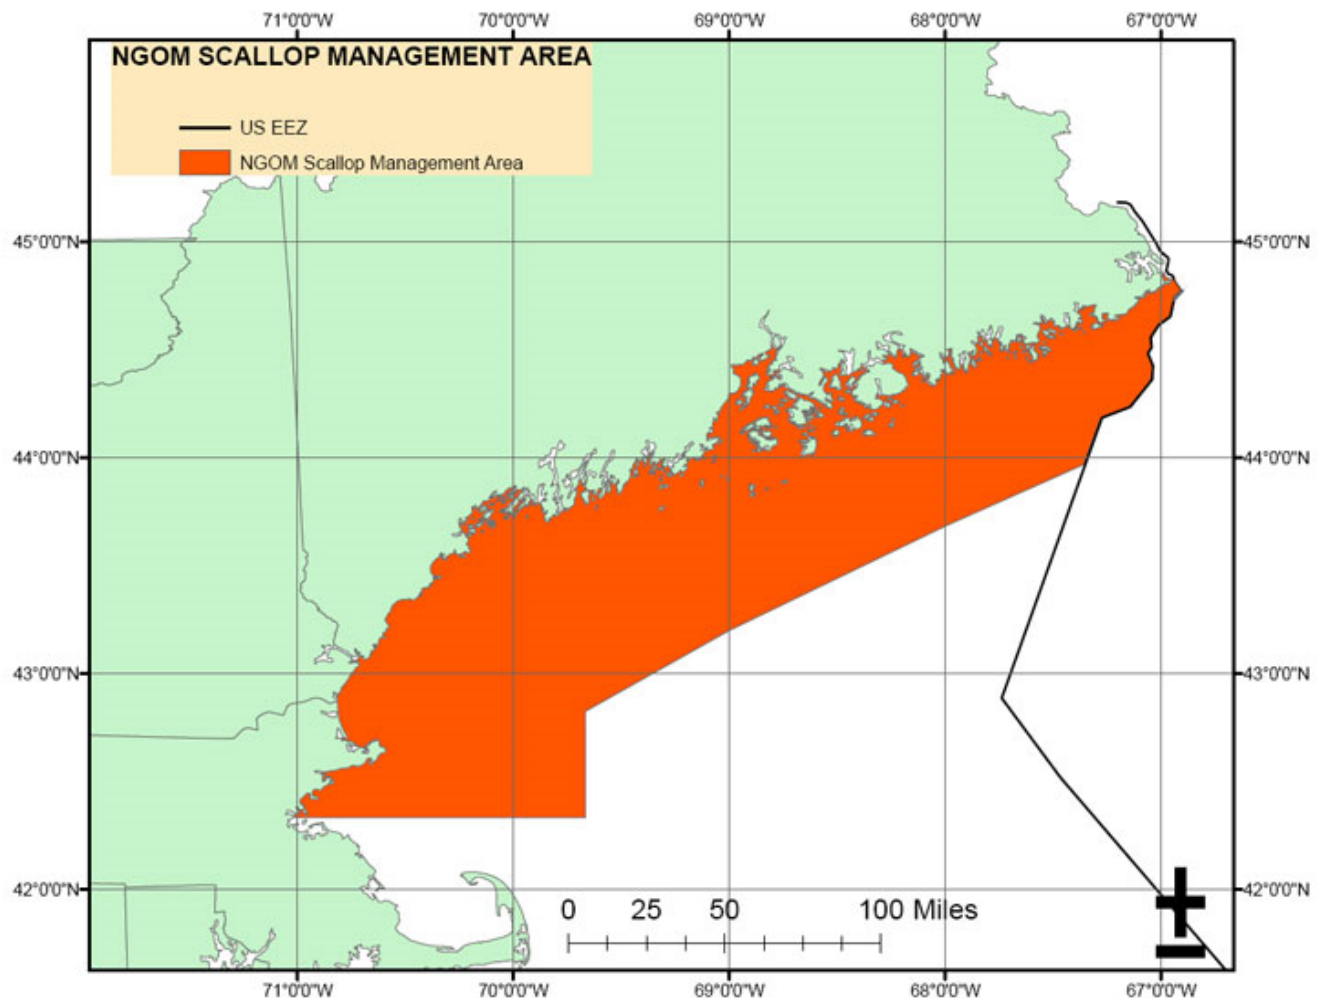 71°0'0"W 70°0'0"W 69°0'0"W 68°0'0"W 67°0'0"W
NGOM SCALLOP MANAGEMENT AREA
US EEZ
NGOM Scallop Management Area
45°0'0"N 45°0'0"N
44°0'0"N 44°0'0"N
43°0'0"N 43°0'0"N
42°0'0"N 42°0'0"N
0 25 50 100 Miles
71°0'0"W 70°0'0"W 69°0'0"W 68°0'0"W 67°0'0"W